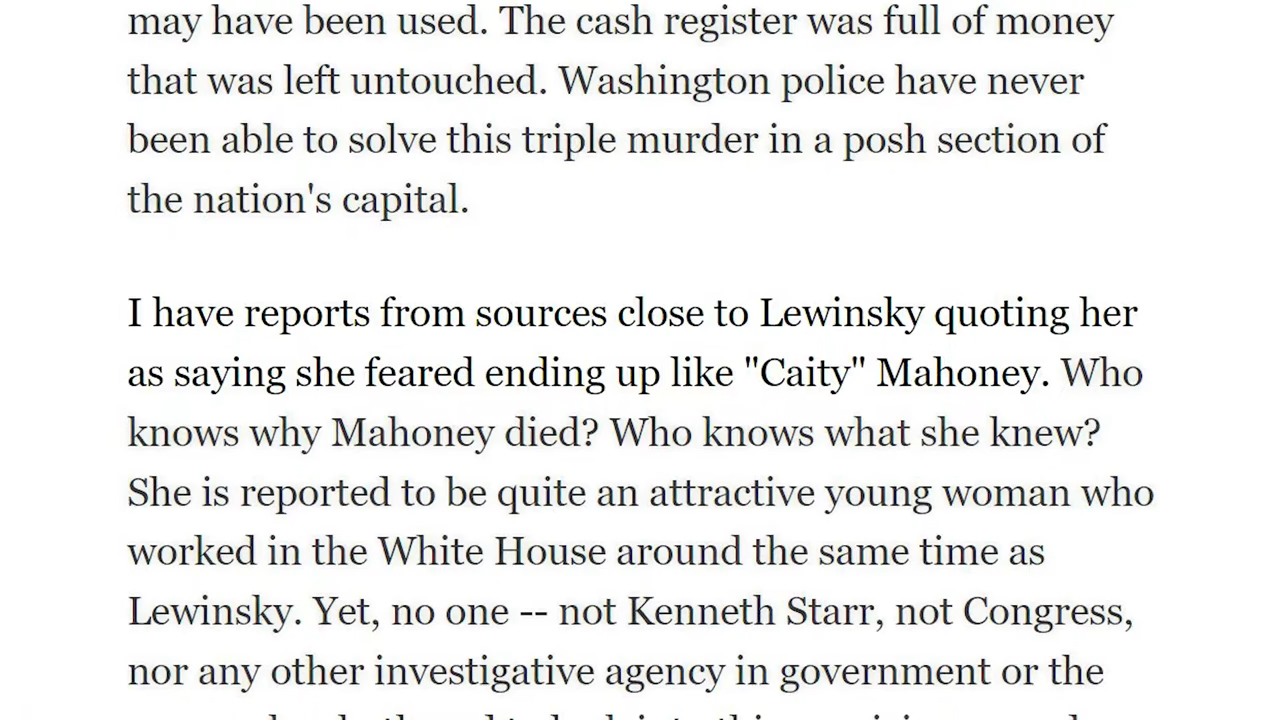 may have been used. The cash register was full of money
that was left untouched. Washington police have never
been able to solve this triple murder in a posh section of
the nation's capital.
I have reports from sources close to Lewinsky quoting her
as saying she feared ending up like "Caity" Mahoney. Who
knows why Mahoney died? Who knows what she knew?
She is reported to be quite an attractive young woman who
worked in the White House around the same time as
Lewinsky. Yet, no one -- not Kenneth Starr, not Congress,
nor any other investigative agency in government or the